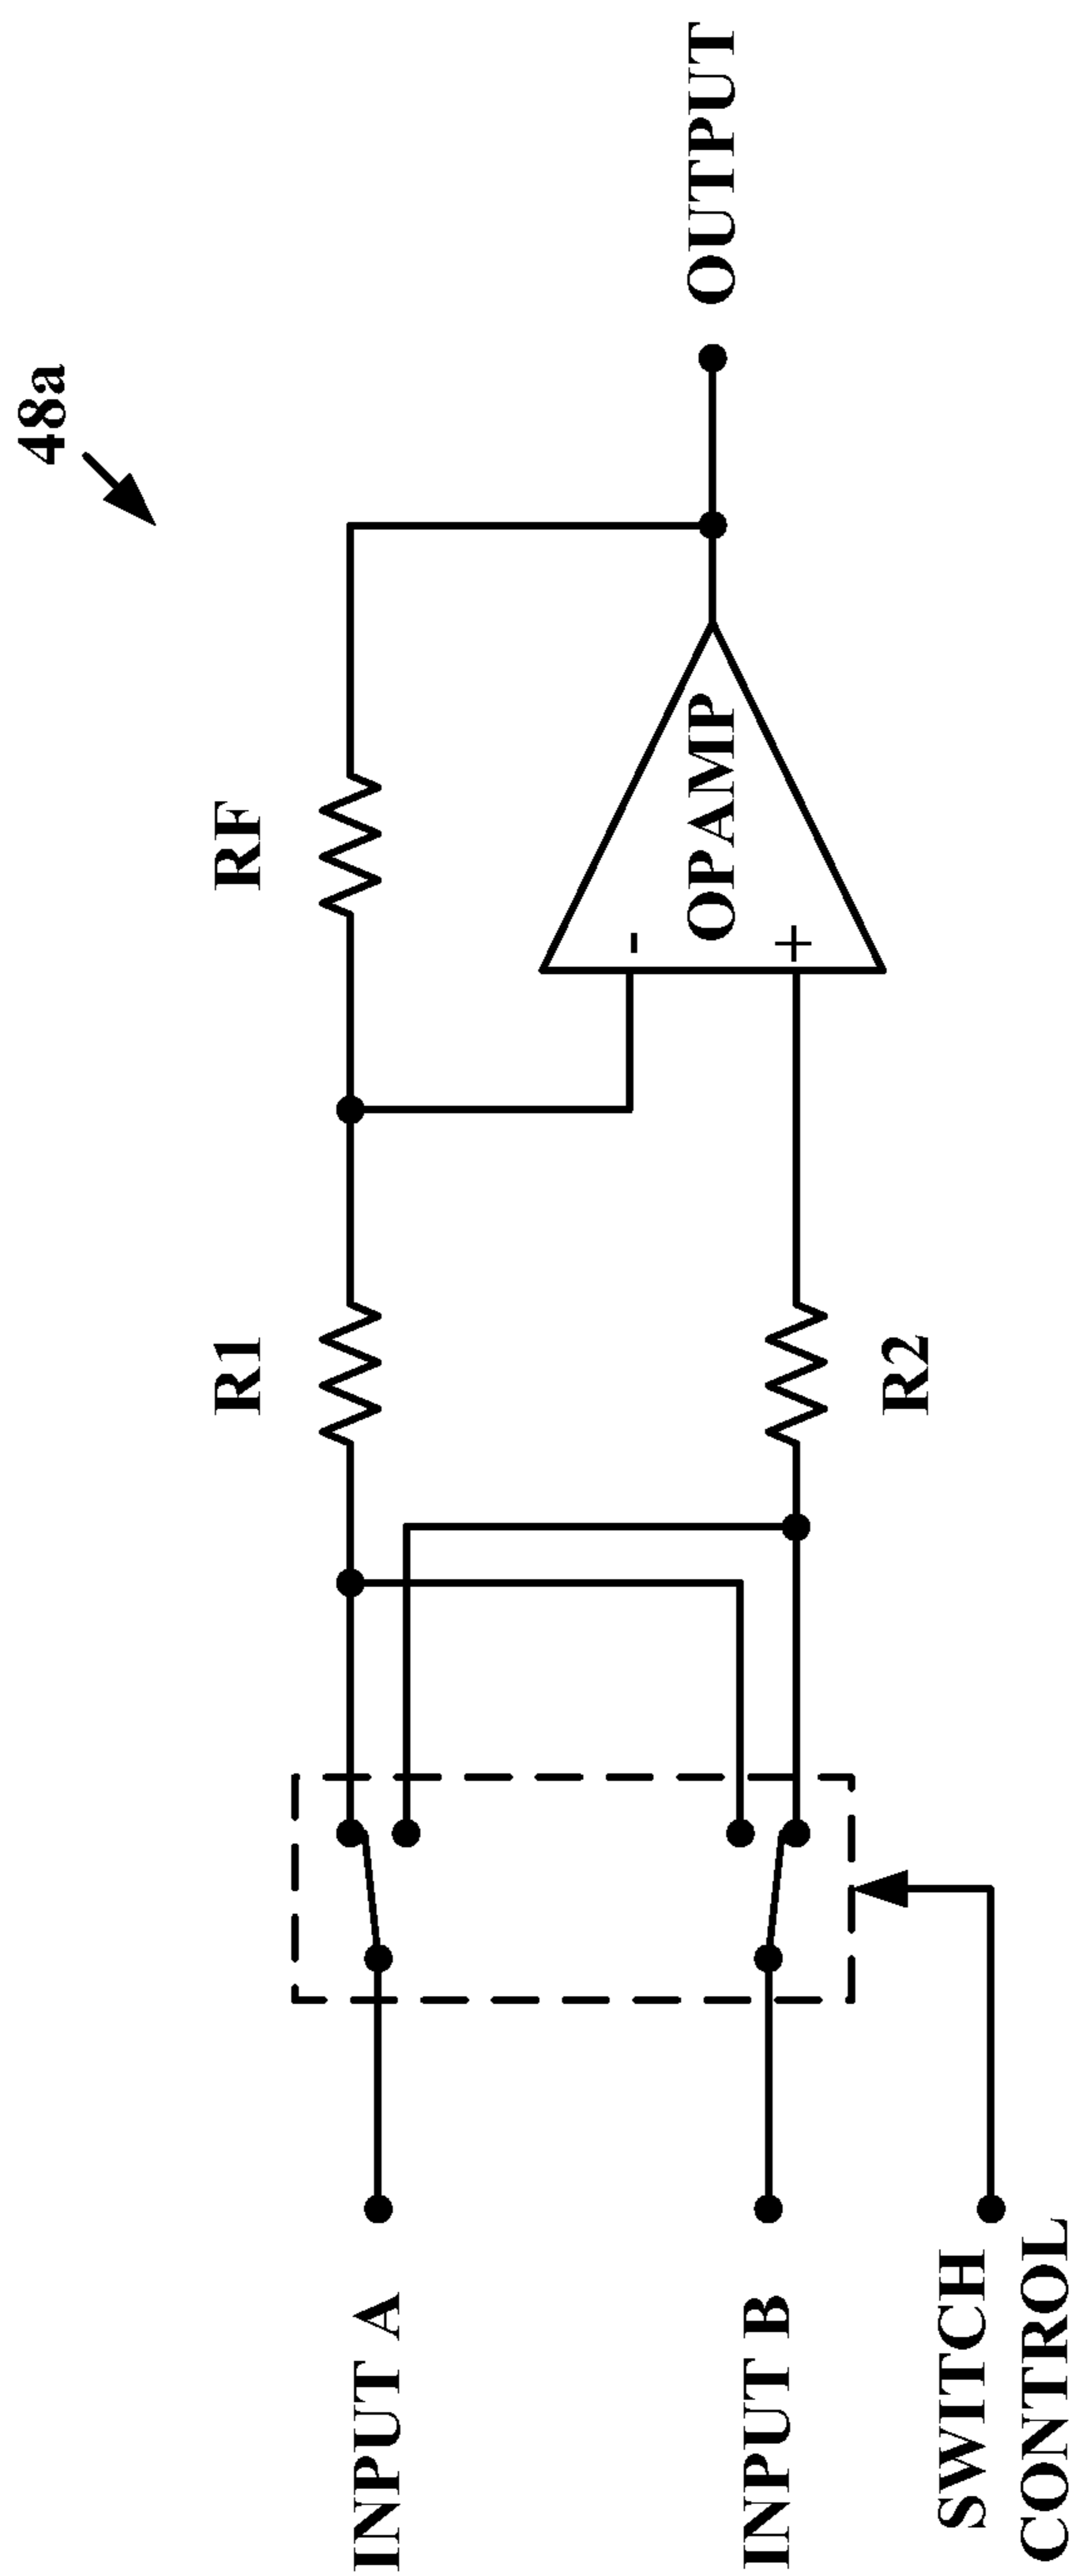 48a
RF
R1
INPUT A
-
OPAMP
OUTPUT
+
INPUT B
R2
SWITCH
CONTROL